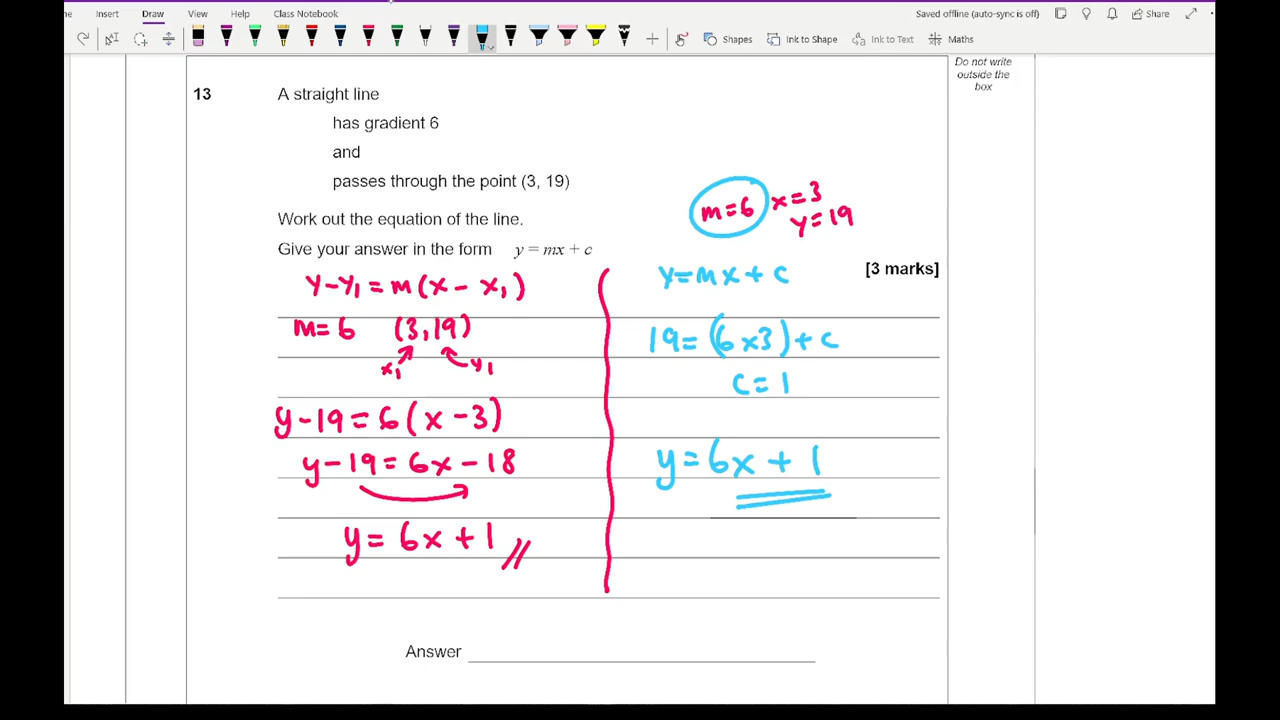 Insert Draw View Help Class Notebook Saved offline (auto-sync is off) Share
Shapes Ink to Shape Ink to Text Maths
Do not write
outside the
box
13 A straight line
has gradient 6
and
passes through the point (3, 19)
m=6 x=3
y=19
Work out the equation of the line.
Give your answer in the form y = mx + c
[3 marks]
y-y₁ = m(x - x₁)
m=6 (3,19)
x₁ y₁
y-19=6(x-3)
y-19=6x-18
y= 6x+1
y=mx+c
19=(6x3)+c
c=1
y=6x+1
Answer